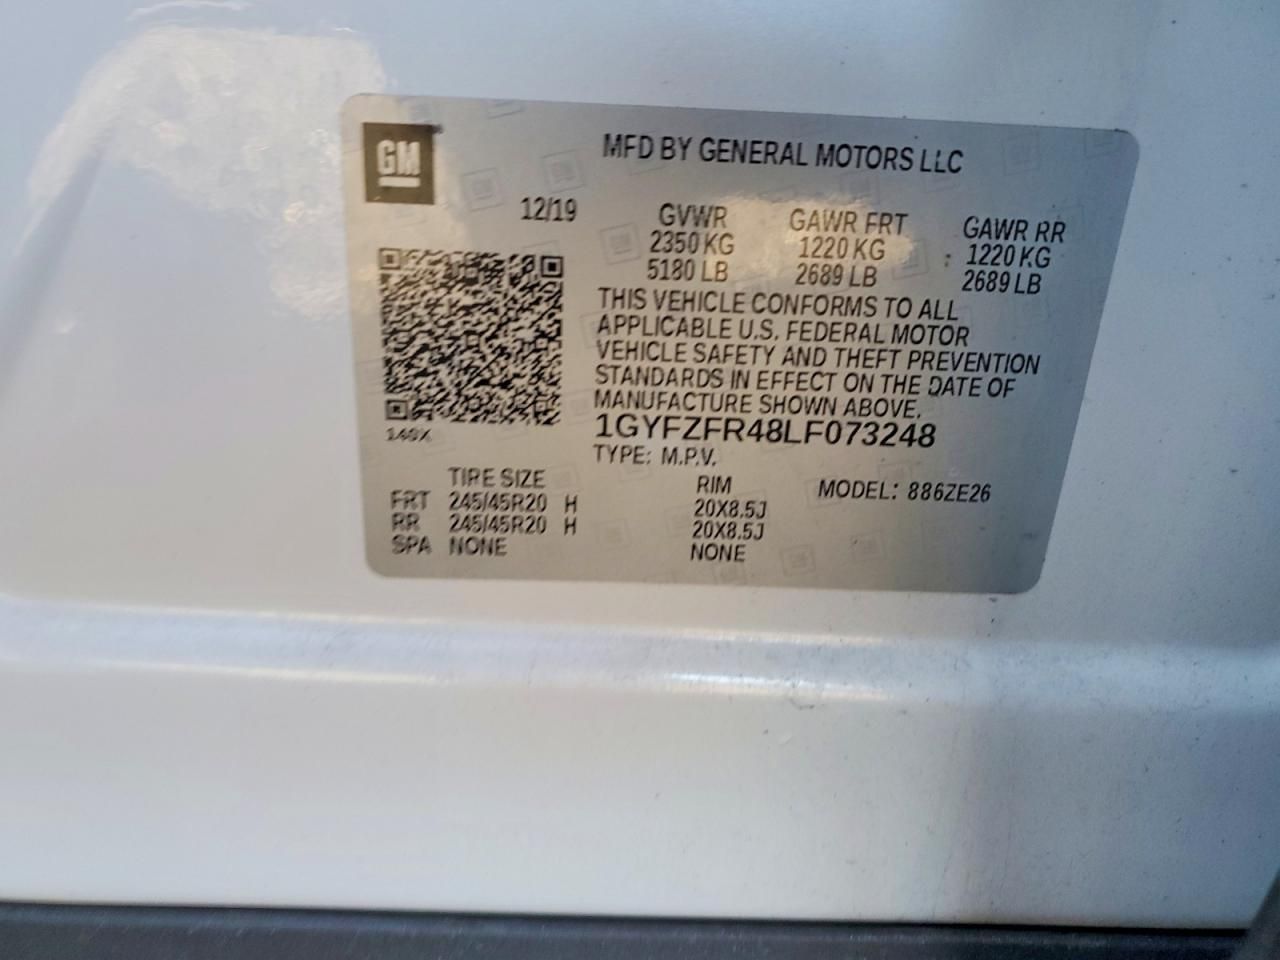 GM
MFD BY GENERAL MOTORS LLC
12/19
GVWR GAWR FRT GAWR RR
2350 KG 1220 KG 1220 KG
5180 LB 2689 LB 2689 LB
THIS VEHICLE CONFORMS TO ALL
APPLICABLE U.S. FEDERAL MOTOR
VEHICLE SAFETY AND THEFT PREVENTION
STANDARDS IN EFFECT ON THE DATE OF
MANUFACTURE SHOWN ABOVE.
140X
1GYFZFR48LF073248
TYPE: M.P.V.
TIRE SIZE RIM MODEL: 886ZE26
FRT 245/45R20 H 20X8.5J
RR 245/45R20 H 20X8.5J
SPA NONE NONE